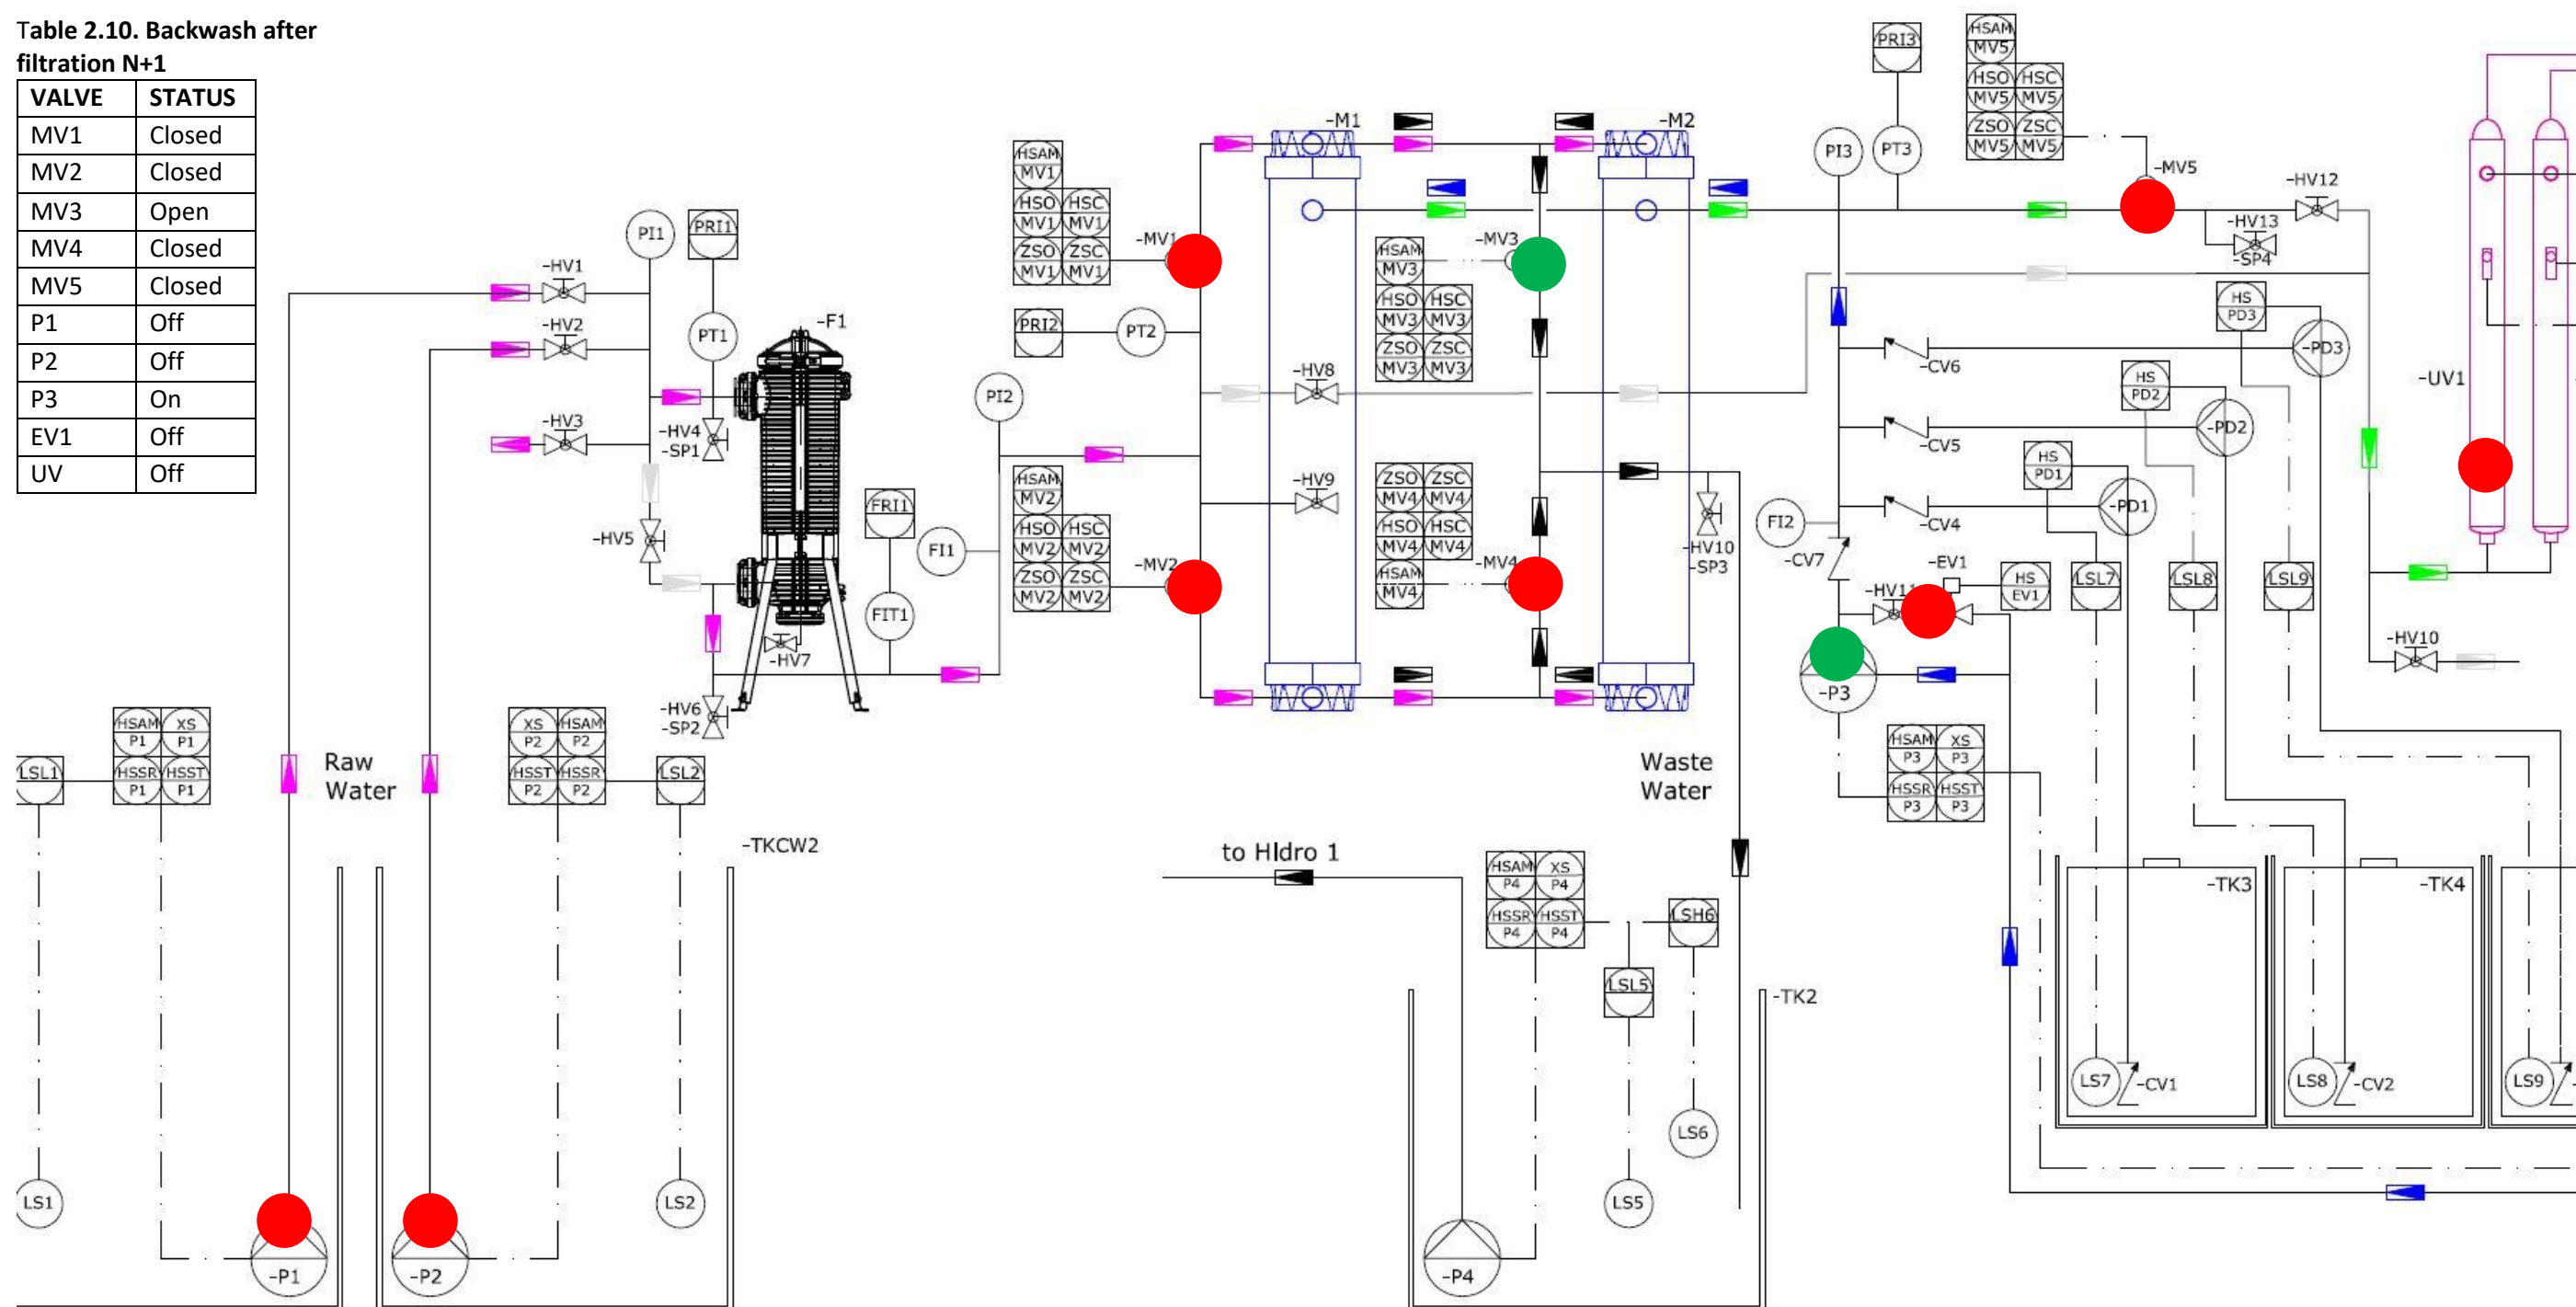 Table 2.10. Backwash after
filtration N+1
VALVE STATUS
MV1 Closed
MV2 Closed
MV3 Open
MV4 Closed
MV5 Closed
P1 Off
P2 Off
P3 On
EV1 Off
UV Off
-HV1
-HV2
-HV3
-HV5
PI1
PRI1
PT1
-HV4
-SP1
-F1
-HV7
-HV6
-SP2
FRI1
FIT1
FI1
PI2
HSAM MV1
HSO MV1 HSC MV1
ZSO MV1 ZSC MV1
-MV1
PRI2
PT2
HSAM MV2
HSO MV2 HSC MV2
ZSO MV2 ZSC MV2
-MV2
-M1
-M2
-HV8
-HV9
HSAM MV3
HSO MV3 HSC MV3
ZSO MV3 ZSC MV3
-MV3
ZSO MV4 ZSC MV4
HSO MV4 HSC MV4
HSAM MV4
-MV4
-HV10
-SP3
PRI3
PT3
PI3
HSAM MV5
HSO MV5 HSC MV5
ZSO MV5 ZSC MV5
-MV5
-HV12
-HV13
-SP4
HS PD3
-PD3
-CV6
HS PD2
-PD2
-CV5
HS PD1
-PD1
-CV4
FI2
-CV7
-EV1
HS EV1
-HV11
LSL7
LSL8
LSL9
-UV1
-HV10
-P3
HSAM P3 XS P3
HSSR P3 HSST P3
LSL1
HSAM P1 XS P1
HSSR P1 HSST P1
Raw
Water
XS P2 HSAM P2
HSST P2 HSSR P2
LSL2
-TKCW2
LS1
-P1
-P2
LS2
to HIdro 1
HSAM P4 XS P4
HSSR P4 HSST P4
LSH6
LSL5
Waste
Water
-TK2
LS6
LS5
-P4
-TK3
-TK4
LS7
-CV1
LS8
-CV2
LS9